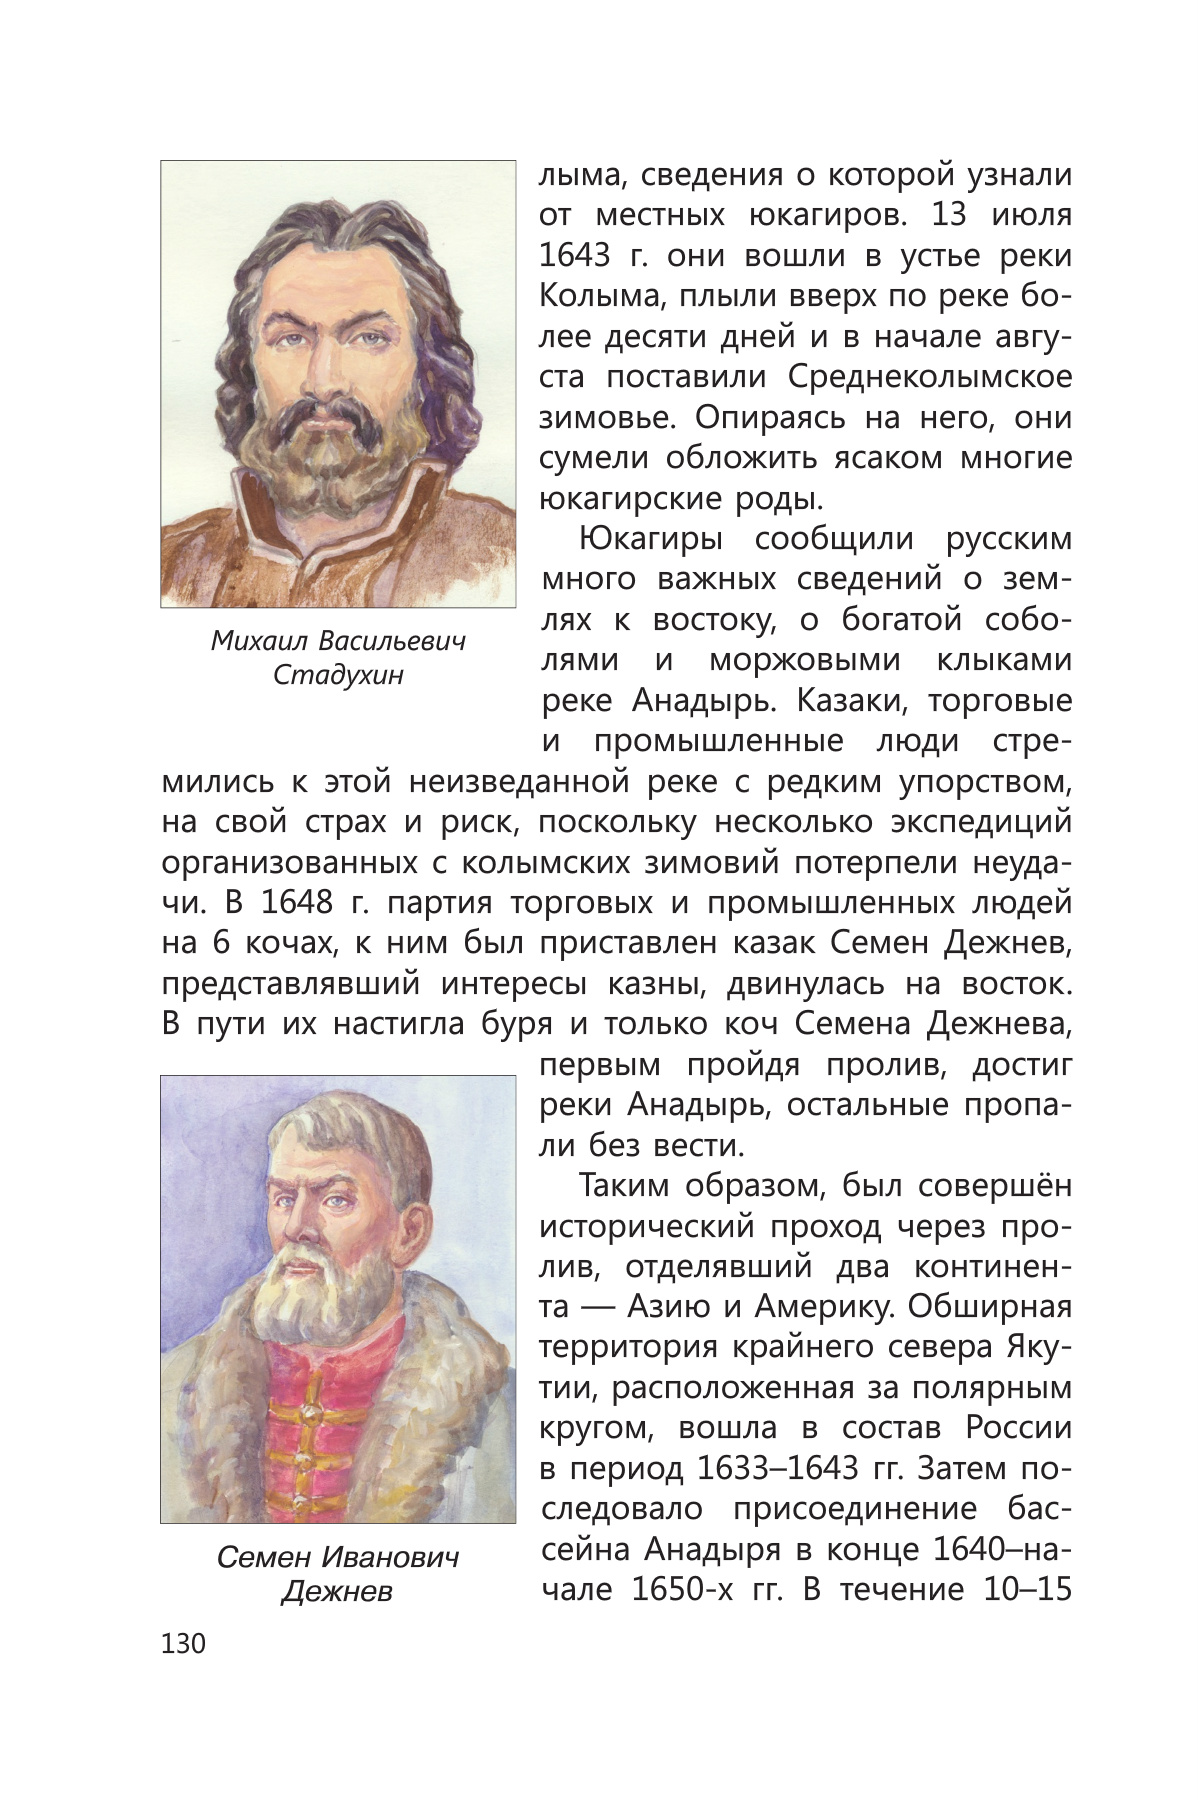 лыма, сведения о которой узнали
от местных юкагиров. 13 июля
1643 г. они вошли в устье реки
Колыма, плыли вверх по реке бо-
лее десяти дней и в начале авгу-
ста поставили Среднеколымское
зимовье. Опираясь на него, они
сумели обложить ясаком многие
юкагирские роды.
Михаил Васильевич
Стадухин
Юкагиры сообщили русским
много важных сведений о зем-
лях к востоку, о богатой собо-
лями и моржовыми клыками
реке Анадырь. Казаки, торговые
и промышленные люди стре-
мились к этой неизведанной реке с редким упорством,
на свой страх и риск, поскольку несколько экспедиций
организованных с колымских зимовий потерпели неуда-
чи. В 1648 г. партия торговых и промышленных людей
на 6 кочах, к ним был приставлен казак Семен Дежнев,
представлявший интересы казны, двинулась на восток.
В пути их настигла буря и только коч Семена Дежнева,
первым пройдя пролив, достиг
реки Анадырь, остальные пропа-
ли без вести.
Таким образом, был совершён
исторический проход через про-
лив, отделявший два континен-
та — Азию и Америку. Обширная
территория крайнего севера Яку-
тии, расположенная за полярным
кругом, вошла в состав России
в период 1633–1643 гг. Затем по-
следовало присоединение бас-
сейна Анадыря в конце 1640–на-
чале 1650-х гг. В течение 10–15
Семен Иванович
Дежнев
130